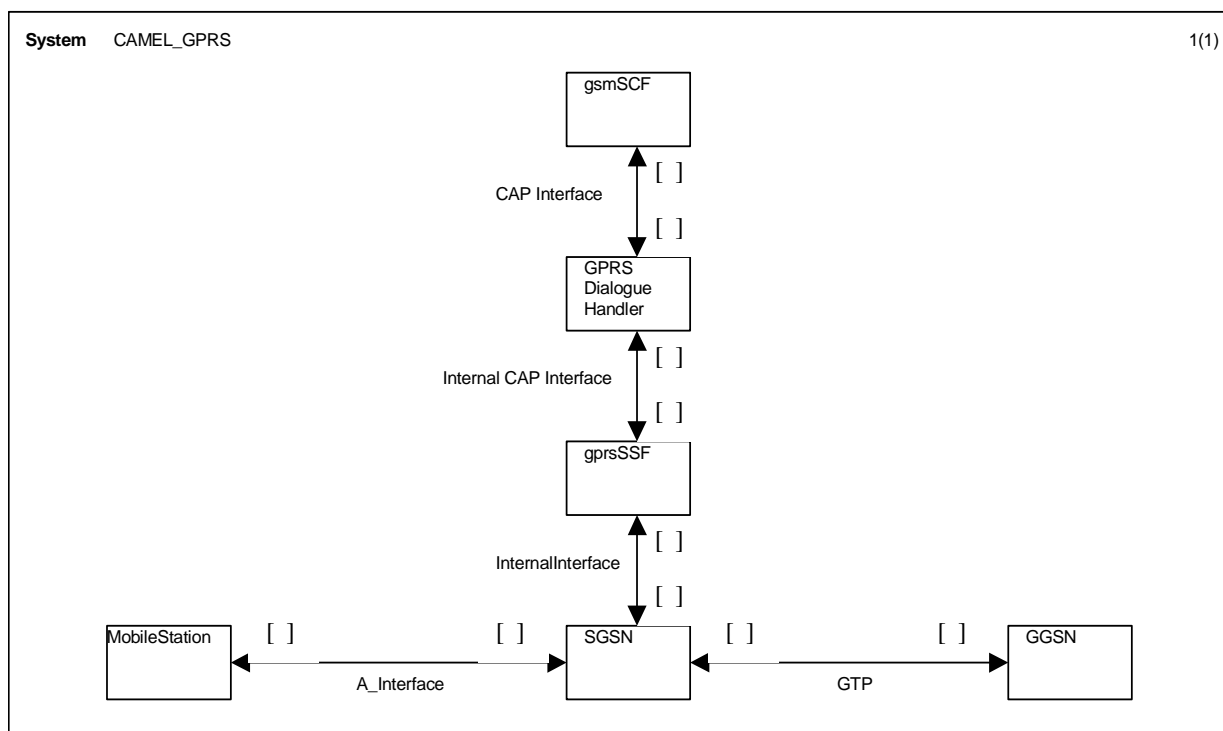 System CAMEL_GPRS 1(1)
gsmSCF
[ ]
CAP Interface
[ ]
GPRS
Dialogue
Handler
[ ]
Internal CAP Interface
[ ]
gprsSSF
[ ]
InternalInterface
[ ]
MobileStation [ ] [ ] SGSN [ ] [ ] GGSN
A_Interface GTP